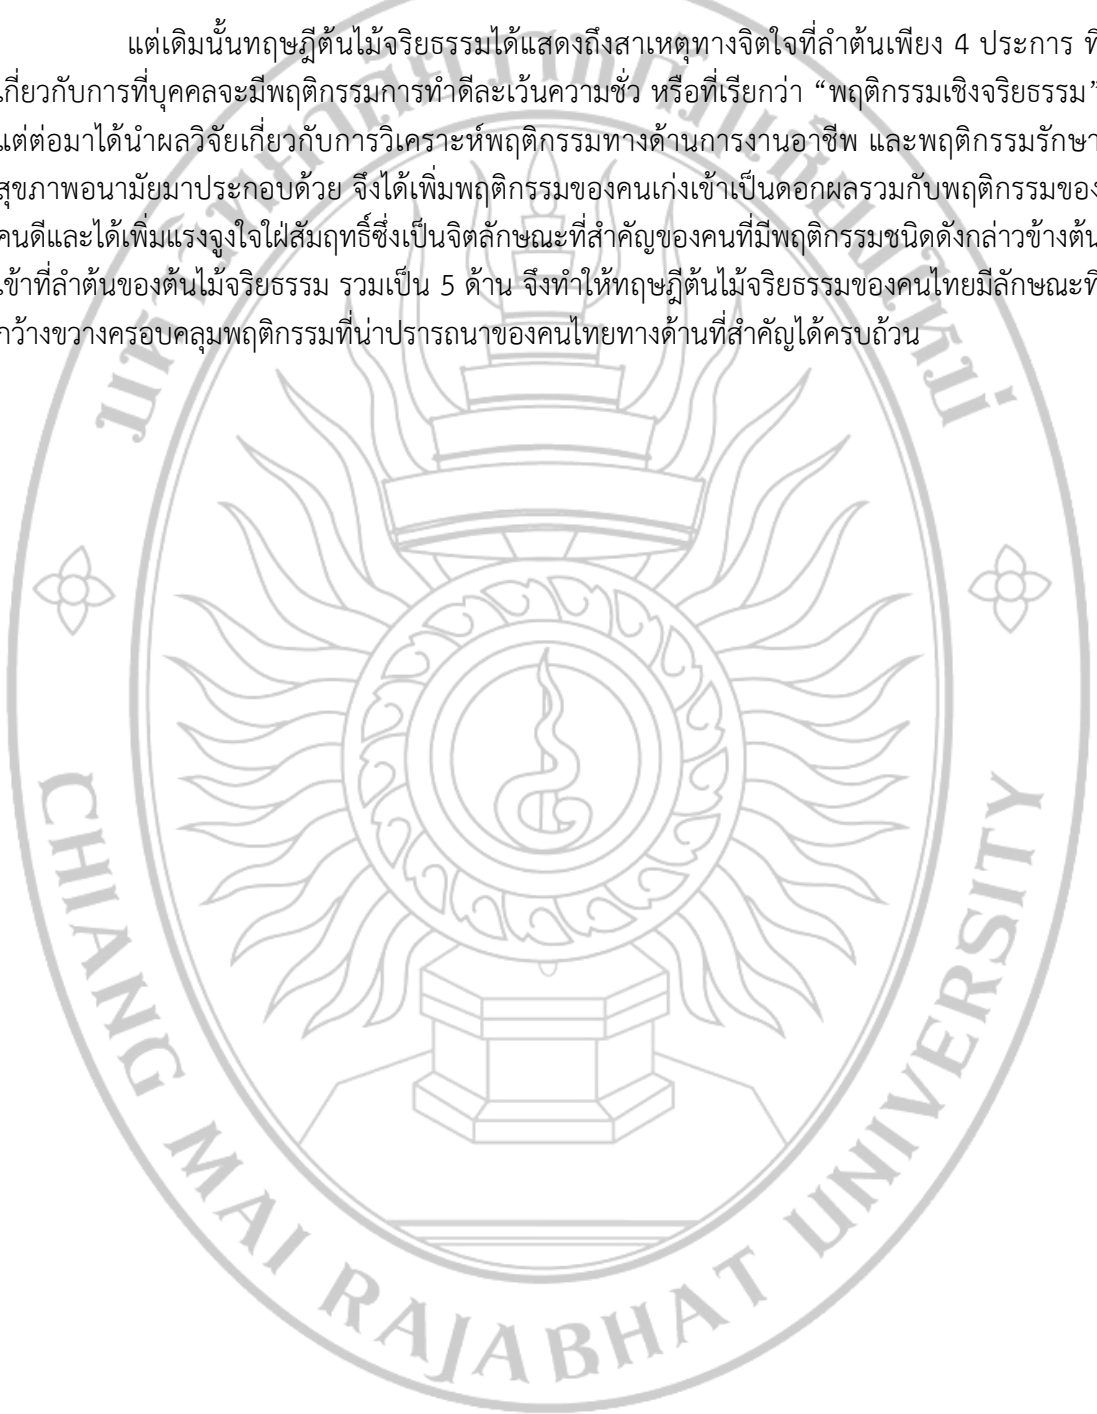 แต่เดิมนั้นทฤษฎีต้นไม้จริยธรรมได้แสดงถึงสาเหตุทางจิตใจที่ลำต้นเพียง 4 ประการ ที
เกี่ยวกับการที่บุคคลจะมีพฤติกรรมการทำดีละเว้นความชั่ว หรือที่เรียกว่า “พฤติกรรมเชิงจริยธรรม”
แต่ต่อมาได้นำผลวิจัยเกี่ยวกับการวิเคราะห์พฤติกรรมทางด้านการงานอาชีพ และพฤติกรรมรักษา
สุขภาพอนามัยมาประกอบด้วย จึงได้เพิ่มพฤติกรรมของคนเก่งเข้าเป็นดอกผลรวมกับพฤติกรรมของ
คนดีและได้เพิ่มแรงจูงใจใฝ่สัมฤทธิ์ซึ่งเป็นจิตลักษณะที่สำคัญของคนที่มีพฤติกรรมชนิดดังกล่าวข้างต้น
เข้าที่ลำต้นของต้นไม้จริยธรรม รวมเป็น 5 ด้าน จึงทำให้ทฤษฎีต้นไม้จริยธรรมของคนไทยมีลักษณะที
กว้างขวางครอบคลุมพฤติกรรมที่น่าปรารถนาของคนไทยทางด้านที่สำคัญได้ครบถ้วน
มหาวิทยาลัยราชภัฏเชียงใหม่
CHIANG MAI RAJABHAT UNIVERSITY